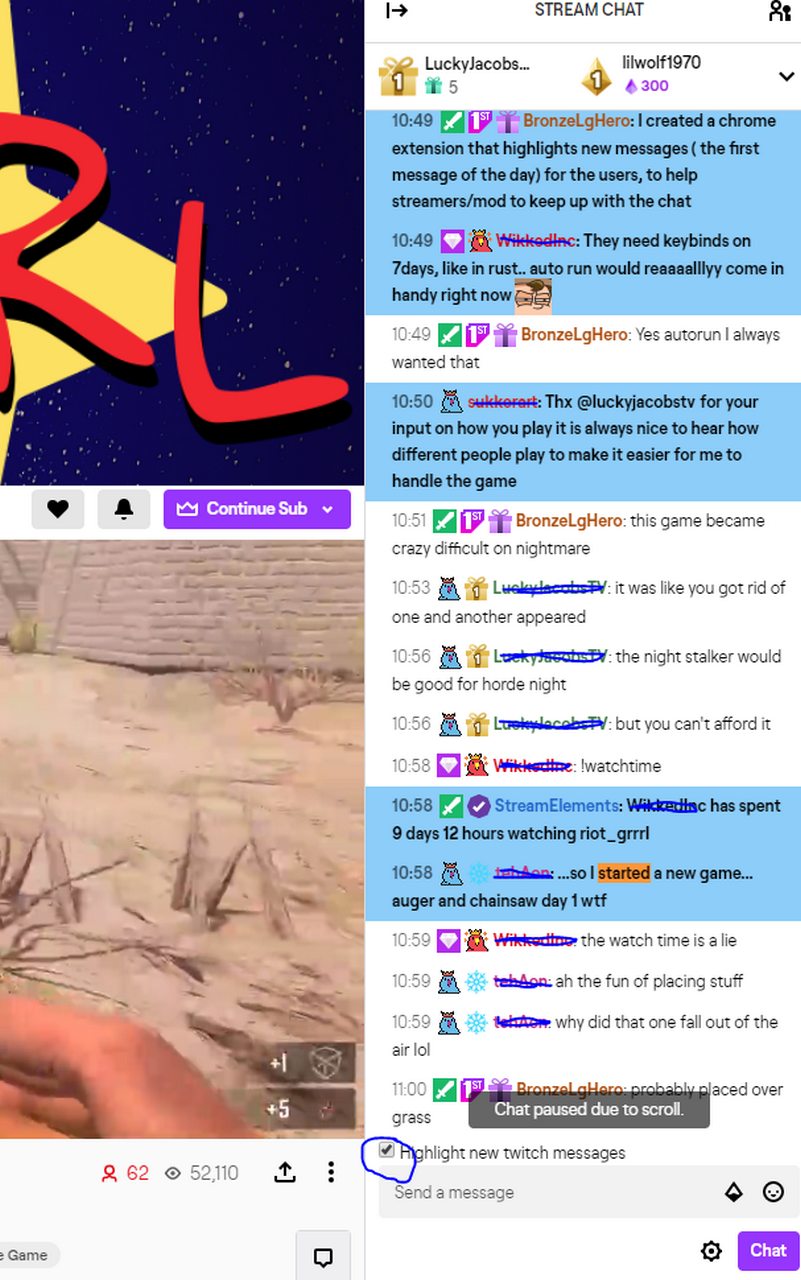 STREAM CHAT
1 LuckyJacobs... 5
1 lilwolf1970 300
10:49 1ST BronzeLgHero: I created a chrome
extension that highlights new messages ( the first
message of the day) for the users, to help
streamers/mod to keep up with the chat
10:49 WikkedInc: They need keybinds on
7days, like in rust.. auto run would reaaaalllyy come in
handy right now
10:49 1ST BronzeLgHero: Yes autorun I always
wanted that
10:50 sukkerart: Thx @luckyjacobstv for your
input on how you play it is always nice to hear how
different people play to make it easier for me to
handle the game
10:51 1ST BronzeLgHero: this game became
crazy difficult on nightmare
10:53 1 LuckyJacobsTV: it was like you got rid of
one and another appeared
10:56 1 LuckyJacobsTV: the night stalker would
be good for horde night
10:56 1 LuckyJacobsTV: but you can't afford it
10:58 WikkedInc: !watchtime
10:58 StreamElements: WikkedInc has spent
9 days 12 hours watching riot_grrrl
10:58 tehAon: ...so I started a new game...
auger and chainsaw day 1 wtf
10:59 WikkedInc: the watch time is a lie
10:59 tehAon: ah the fun of placing stuff
10:59 tehAon: why did that one fall out of the
air lol
11:00 1ST BronzeLgHero: probably placed over
grass
Chat paused due to scroll.
Highlight new twitch messages
Send a message
Chat
RL
Continue Sub
+1
+5
62 52,110
e Game